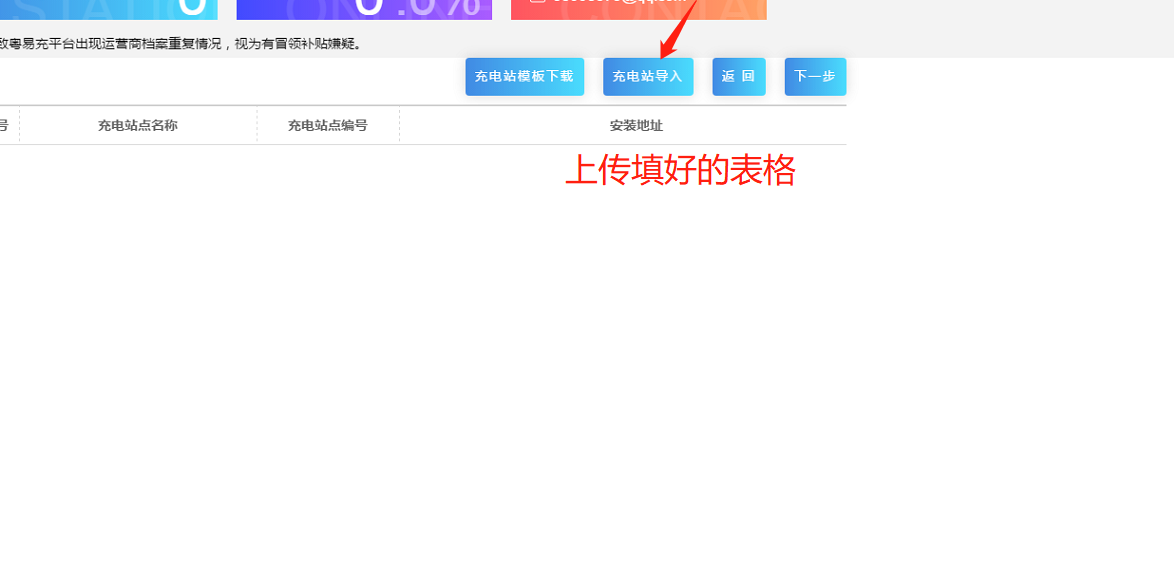 致粤易充平台出现运营商档案重复情况，视为有冒领补贴嫌疑。
充电站模板下载 充电站导入 返 回 下一步
号 充电站点名称 充电站点编号 安装地址
上传填好的表格